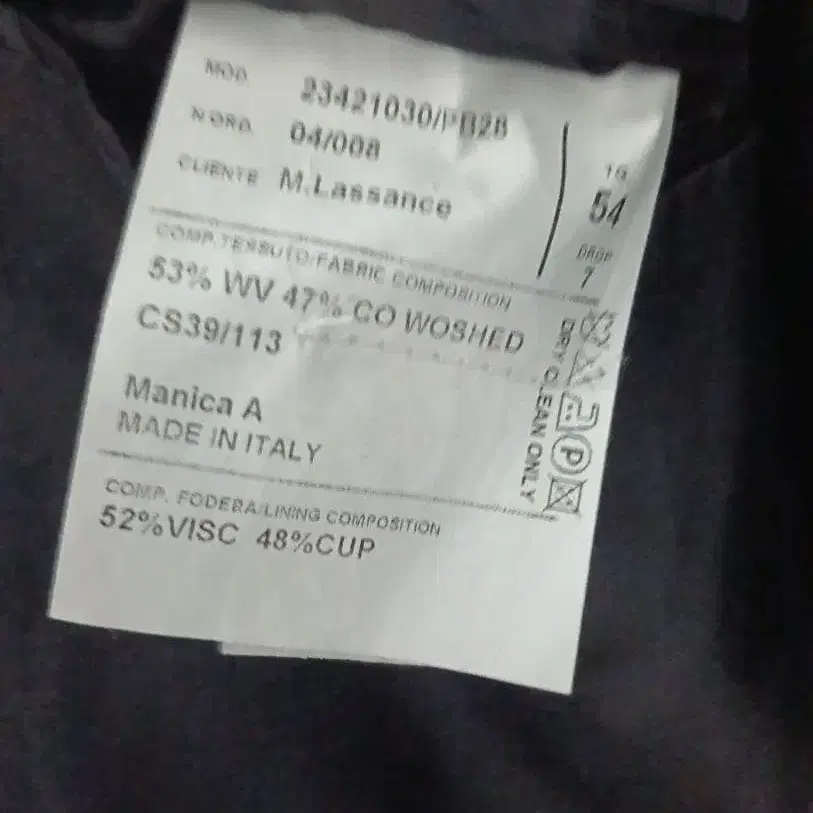 MOD. 23421030/PB28
N ORD. 04/008
CLIENTE M.Lassance
TG
54
DROP
7
COMP.TESSUTO/FABRIC COMPOSITION
53% WV 47% CO WOSHED
CS39/113
Manica A
MADE IN ITALY
DRY CLEAN ONLY
P
COMP. FODERA/LINING COMPOSITION
52%VISC 48%CUP